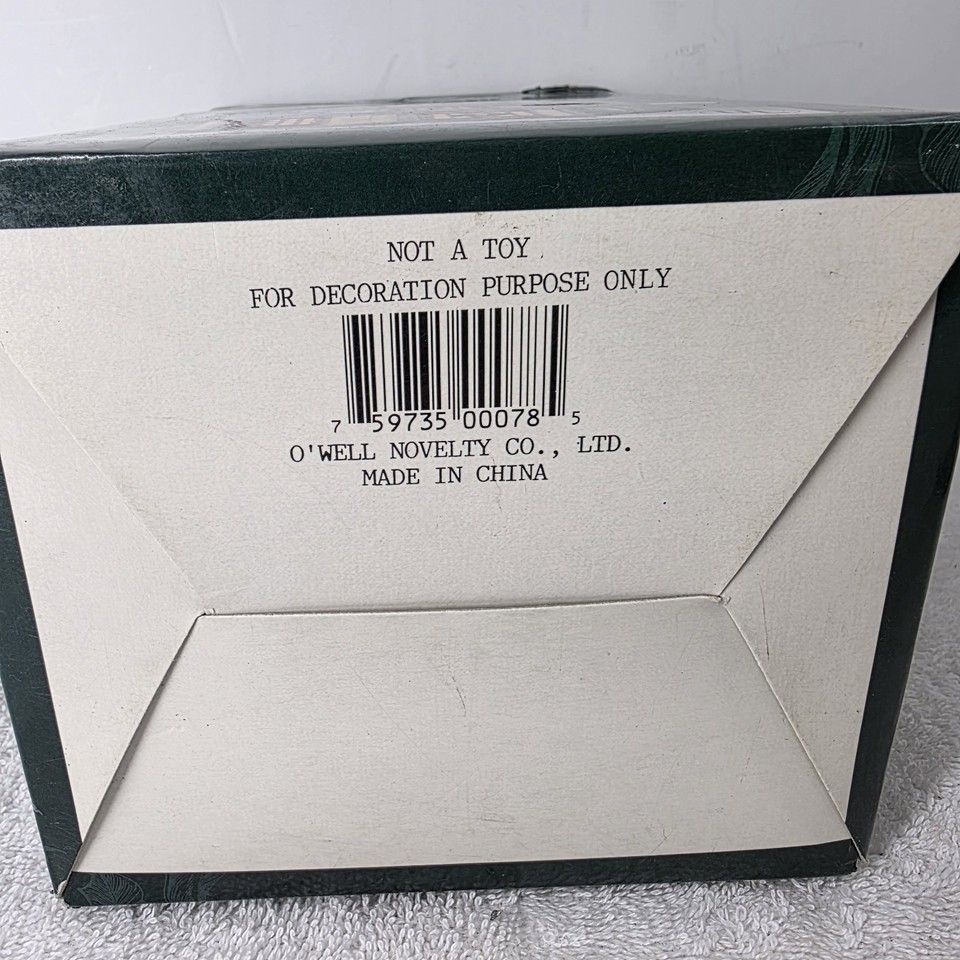 NOT A TOY
FOR DECORATION PURPOSE ONLY
7 59735 00078 5
O'WELL NOVELTY CO., LTD.
MADE IN CHINA